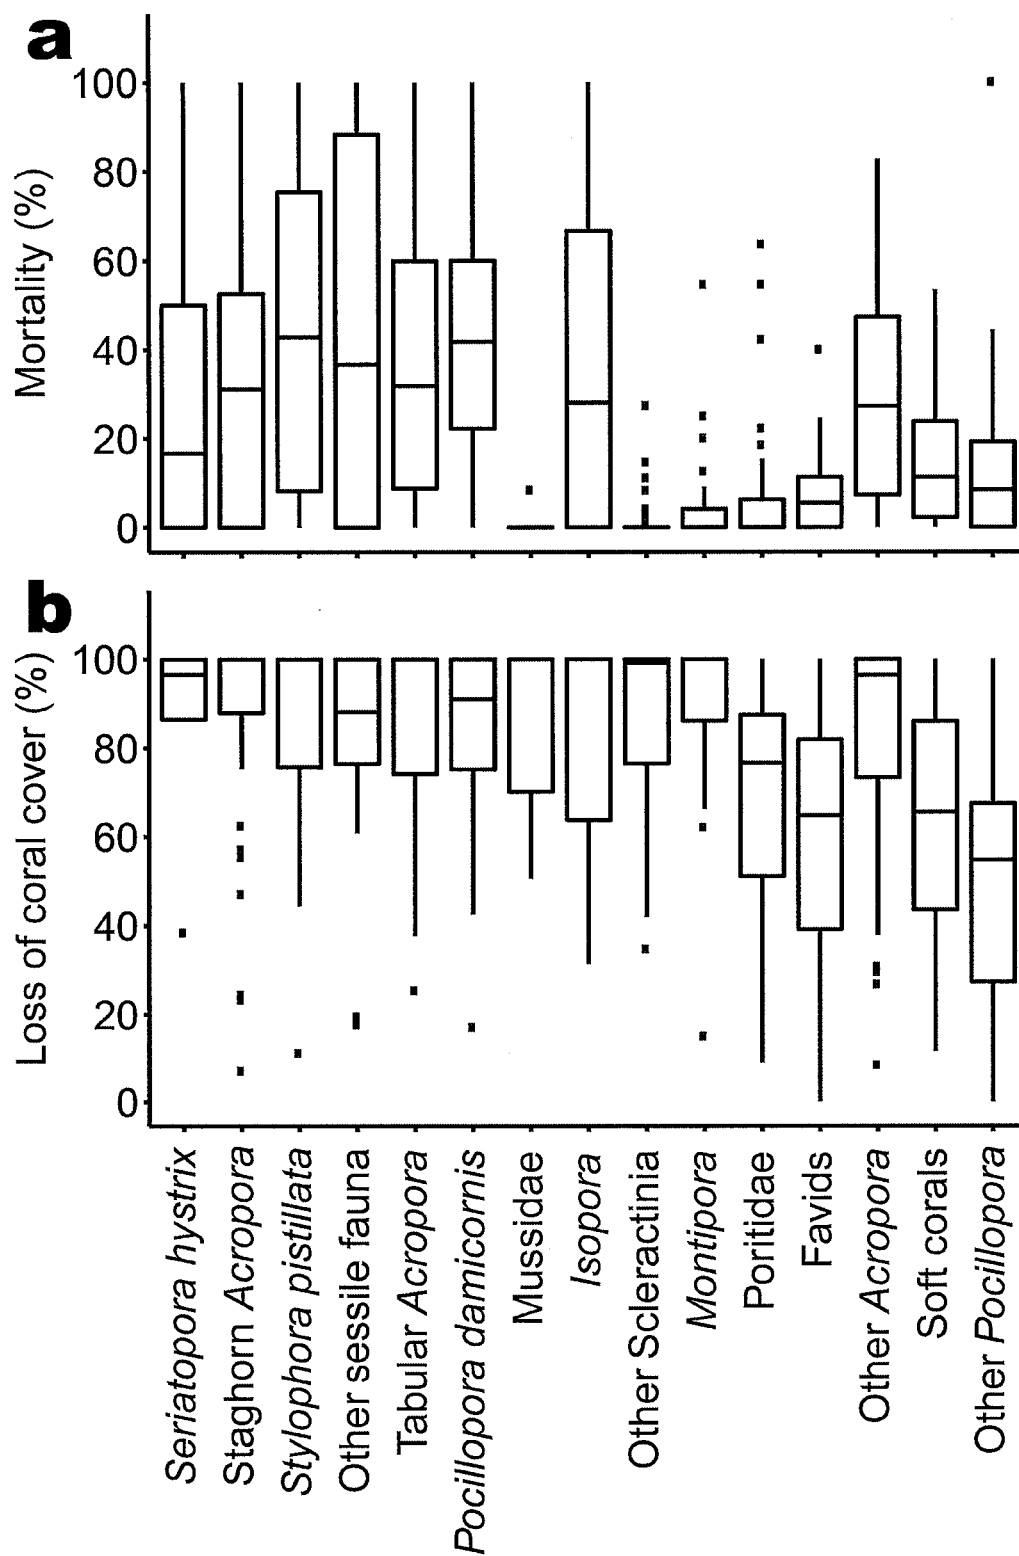 a
Mortality (%)
100
80
60
40
20
0
b
Loss of coral cover (%)
100
80
60
40
20
0
Seriatopora hystrix
Staghorn Acropora
Stylophora pistillata
Other sessile fauna
Tabular Acropora
Pocillopora damicornis
Mussidae
Isopora
Other Scleractinia
Montipora
Poritidae
Favids
Other Acropora
Soft corals
Other Pocillopora